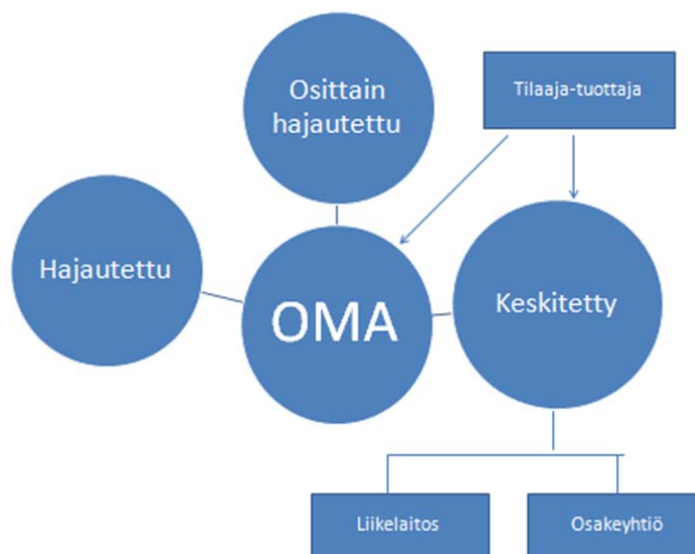 Osittain
hajautettu
Tilaaja-tuottaja
Hajautettu
OMA
Keskitetty
Liikelaitos
Osakeyhtiö